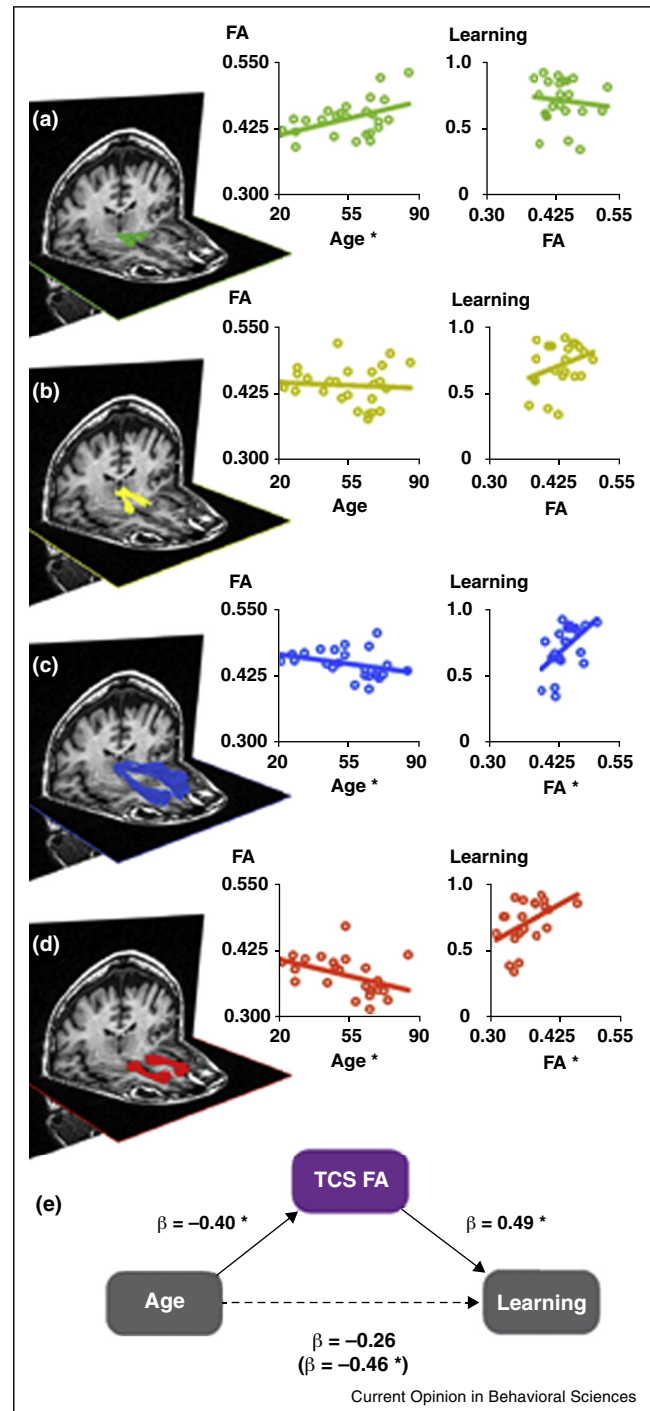 FA
Learning
(a)
0.550
0.425
0.300
20 55 90
Age *
1.0
0.5
0
0.30 0.425 0.55
FA
FA
Learning
(b)
0.550
0.425
0.300
20 55 90
Age
1.0
0.5
0
0.30 0.425 0.55
FA
FA
Learning
(c)
0.550
0.425
0.300
20 55 90
Age *
1.0
0.5
0
0.30 0.425 0.55
FA *
FA
Learning
(d)
0.550
0.425
0.300
20 55 90
Age *
1.0
0.5
0
0.30 0.425 0.55
FA *
(e)
TCS FA
β = –0.40 *
β = 0.49 *
Age
Learning
β = –0.26
(β = –0.46 *)
Current Opinion in Behavioral Sciences